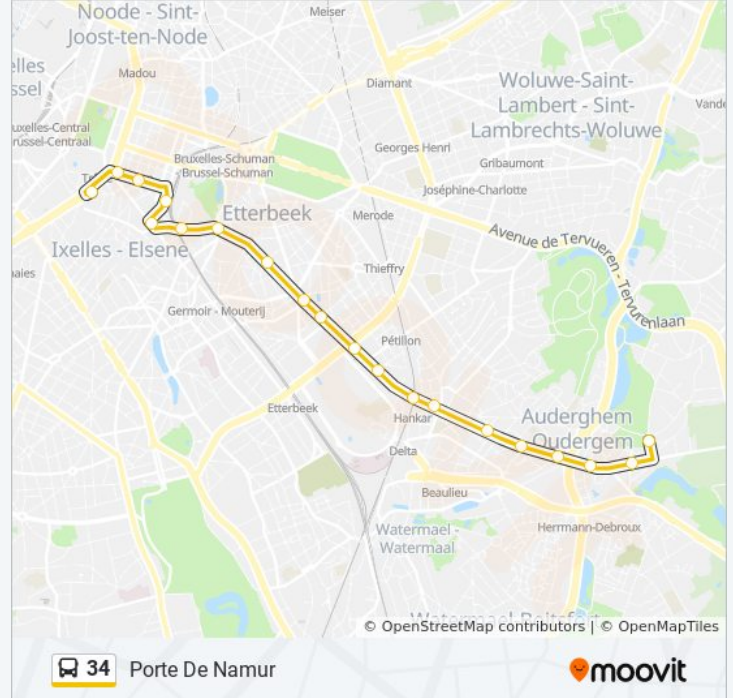 Noode - Sint-
Joost-ten-Node
Meiser
elles
ssel
Madou
Diamant
Woluwe-Saint-
Lambert - Sint-
Lambrechts-Woluwe
Vande
uxelles-Central
russel-Centraal
Georges Henri
Bruxelles-Schuman
Brussel-Schuman
Gribaumont
Joséphine-Charlotte
Etterbeek
Merode
Avenue de Tervueren - Tervurenlaan
Ixelles - Elsene
Thieffry
aies
Germoir - Mouterij
Pétillon
Etterbeek
Hankar
Auderghem
Oudergem
Delta
Beaulieu
Watermael -
Watermaal
Herrmann-Debroux
© OpenStreetMap contributors | © OpenMapTiles
34 Porte De Namur
moovit